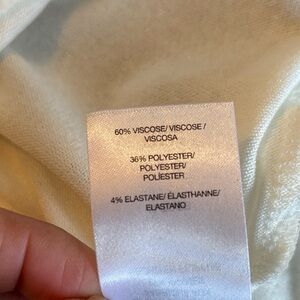 60% VISCOSE/ VISCOSE /
VISCOSA
36% POLYESTER/
POLYESTER/
POLIÉSTER
4% ELASTANE/ ÉLASTHANNE/
ELASTANO